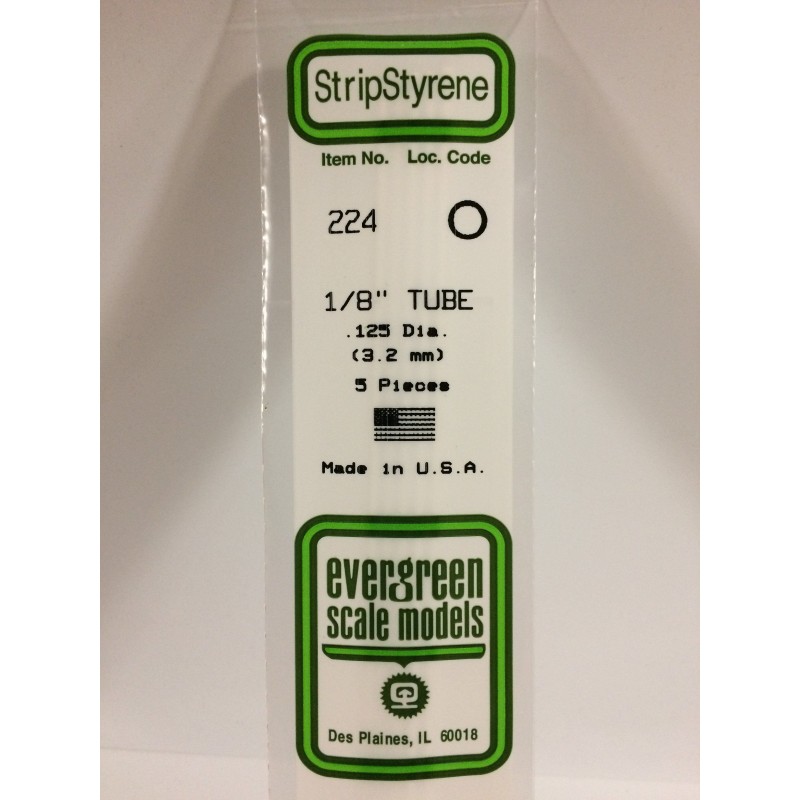 StripStyrene
Item No. Loc. Code
224
1/8" TUBE
.125 Dia.
(3.2 mm)
5 Pieces
Made in U.S.A.
evergreen
scale models
Des Plaines, IL 60018